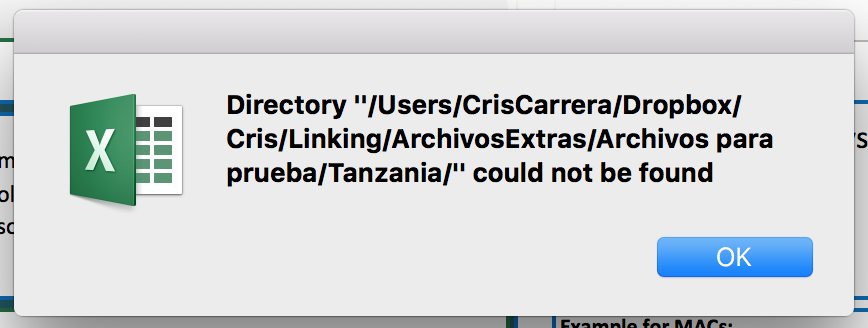 Directory "/Users/CrisCarrera/Dropbox/
Cris/Linking/ArchivosExtras/Archivos para
prueba/Tanzania/" could not be found
OK
Example for MACs: